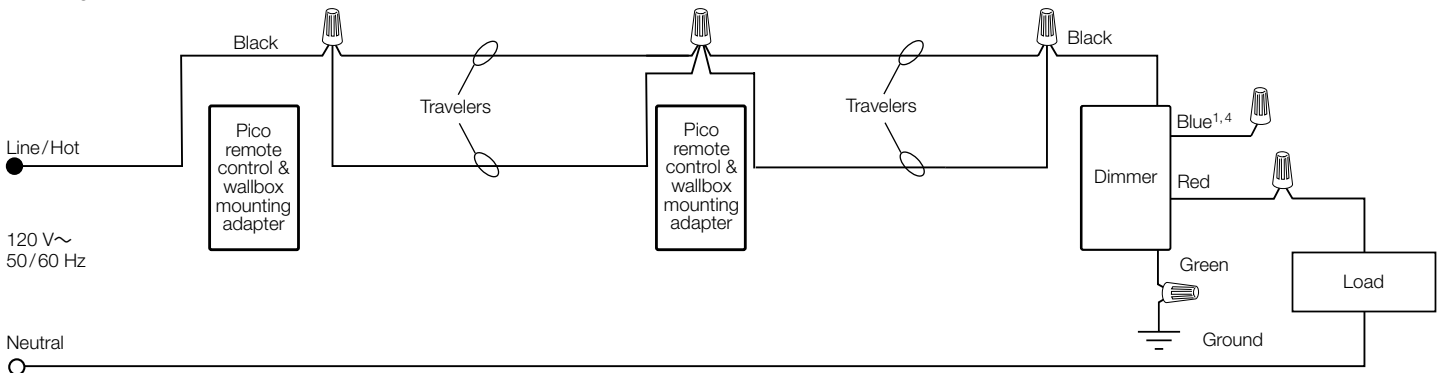 Black
Travelers
Travelers
Black
Blue1, 4
Line/Hot
Pico
remote
control &
wallbox
mounting
adapter
Pico
remote
control &
wallbox
mounting
adapter
Dimmer
Red
120 V~
50/60 Hz
Green
Load
Neutral
Ground